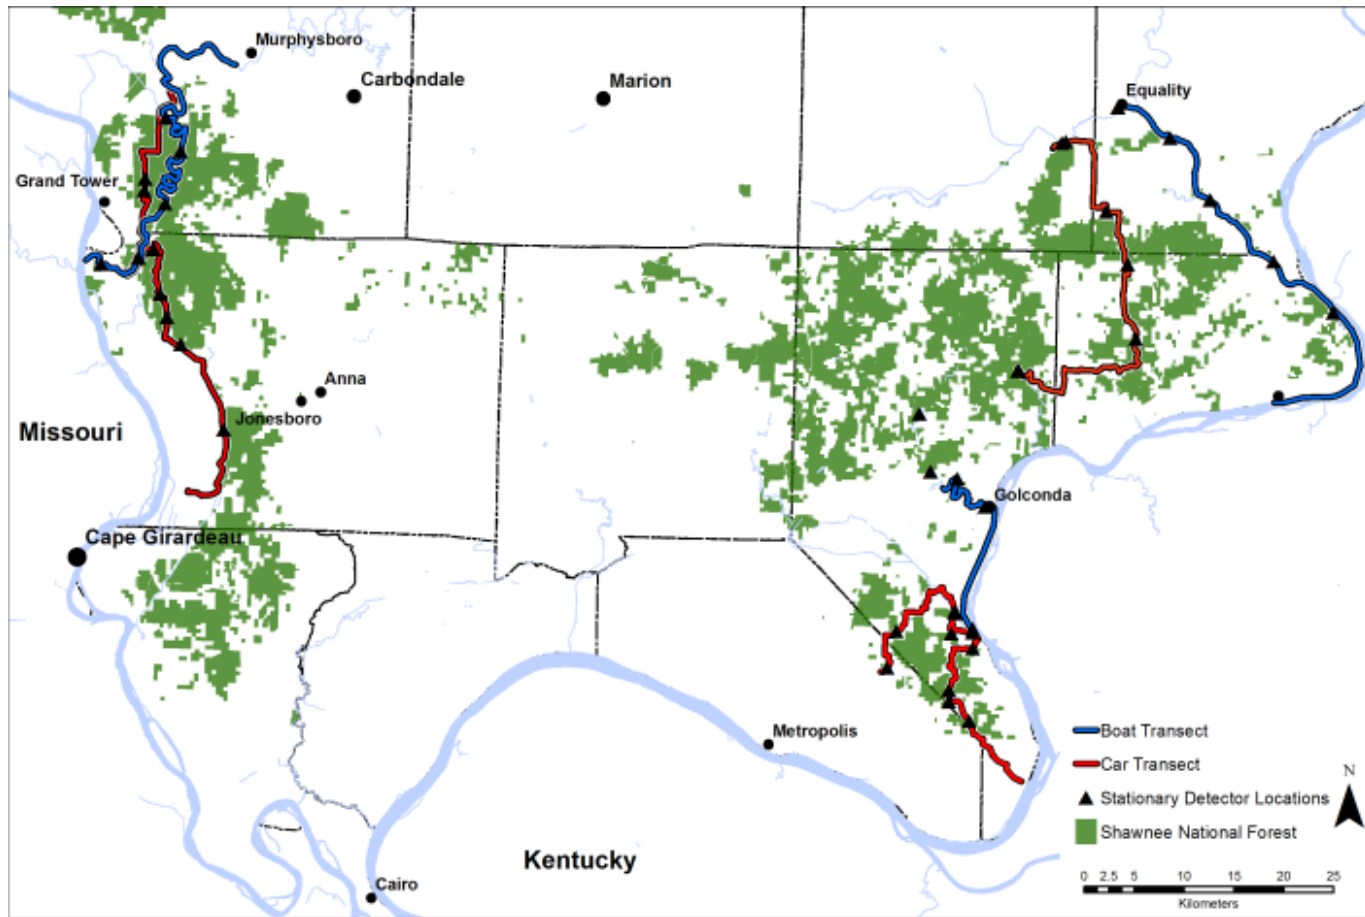 Murphysboro
Carbondale
Marion
Equality
Grand Tower
Anna
Jonesboro
Missouri
Golconda
Cape Girardeau
Metropolis
Boat Transect
Car Transect
N
Stationary Detector Locations
Shawnee National Forest
Kentucky
Cairo
0 2.5 5 10 15 20 25
Kilometers